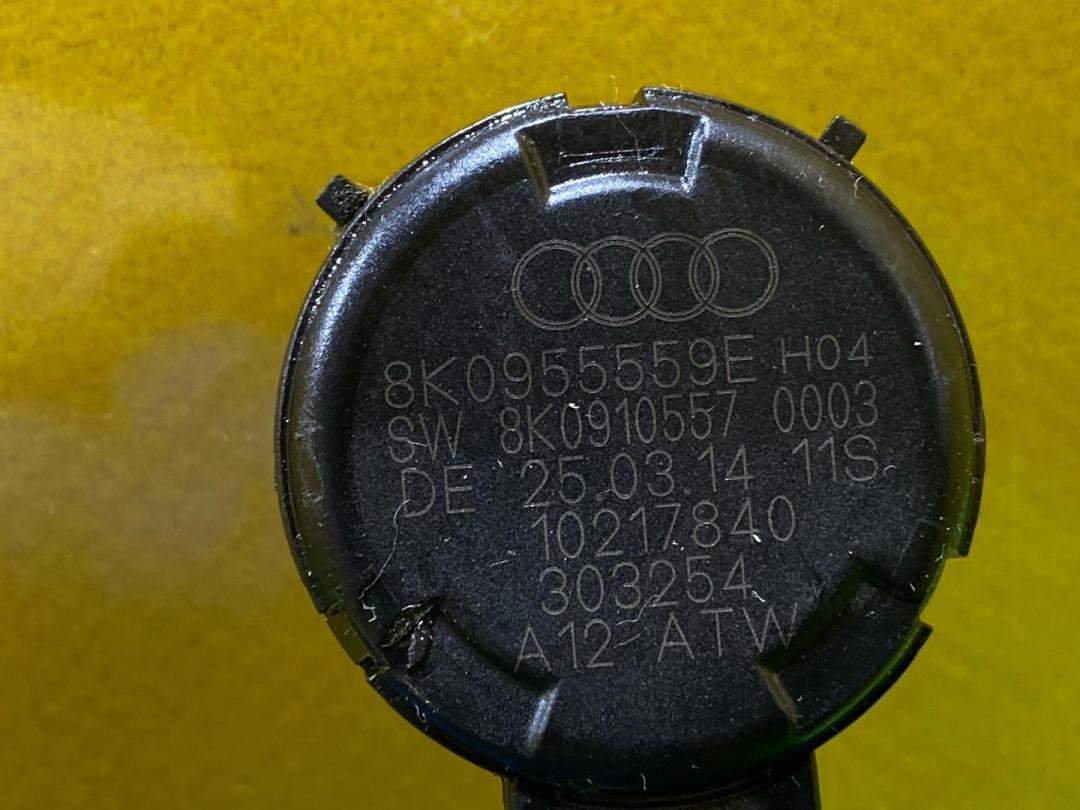 8K0955559E H04
SW 8K0910557 0003
DE 25.03.14 11S
10217840
303254
A12 ATW